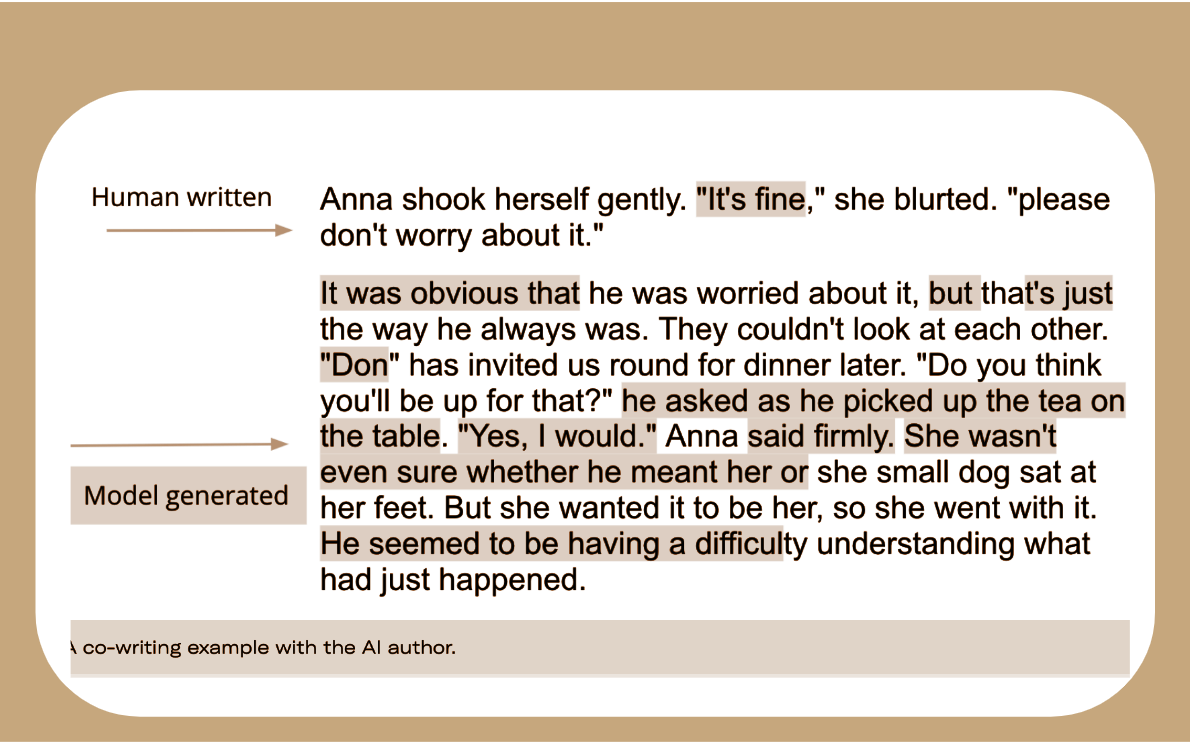 Human written
Anna shook herself gently. "It's fine," she blurted. "please
don't worry about it."
It was obvious that he was worried about it, but that's just
the way he always was. They couldn't look at each other.
"Don" has invited us round for dinner later. "Do you think
you'll be up for that?" he asked as he picked up the tea on
the table. "Yes, I would." Anna said firmly. She wasn't
even sure whether he meant her or she small dog sat at
her feet. But she wanted it to be her, so she went with it.
He seemed to be having a difficulty understanding what
had just happened.
Model generated
A co-writing example with the AI author.